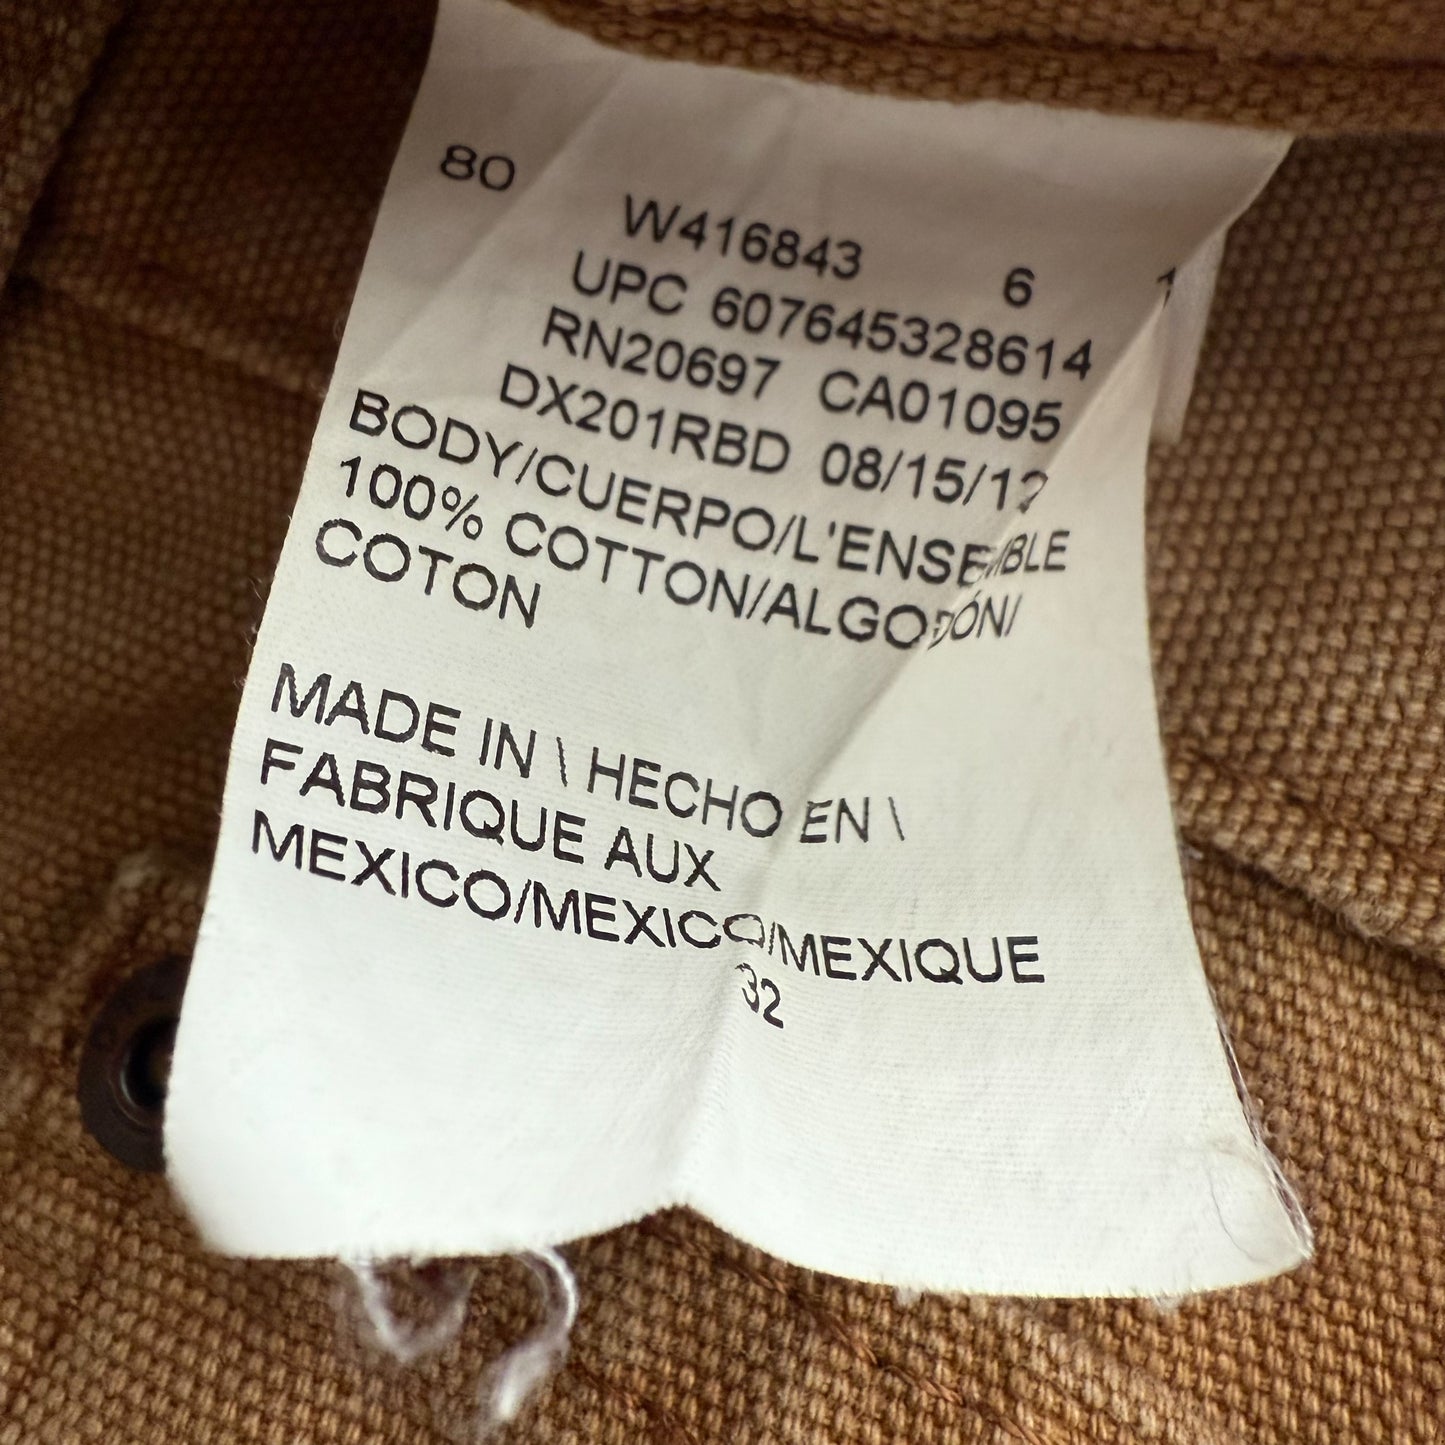 80
W416843 6 1
UPC 607645328614
RN20697 CA01095
DX201RBD 08/15/12
BODY/CUERPO/L'ENSEMBLE
100% COTTON/ALGODÓN/
COTON
MADE IN \ HECHO EN \
FABRIQUE AUX
MEXICO/MEXICO/MEXIQUE
32